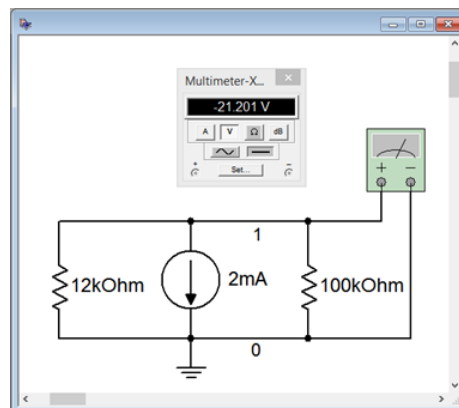 Multimeter-X...
-21.201 V
A V Ω dB
+ Set... −
+ −
1
12kOhm 2mA 100kOhm
0